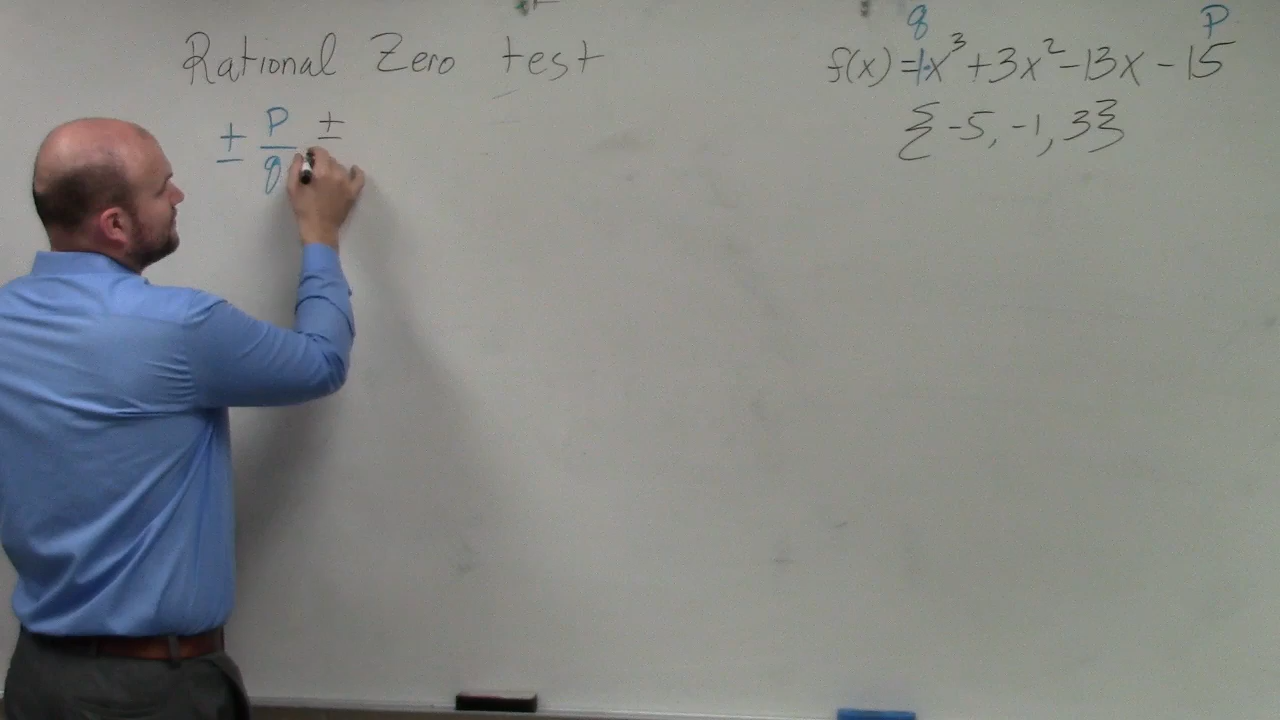 Rational Zero test
± P/q ±
q P
f(x) = 1x³ + 3x² - 13x - 15
{-5, -1, 3}